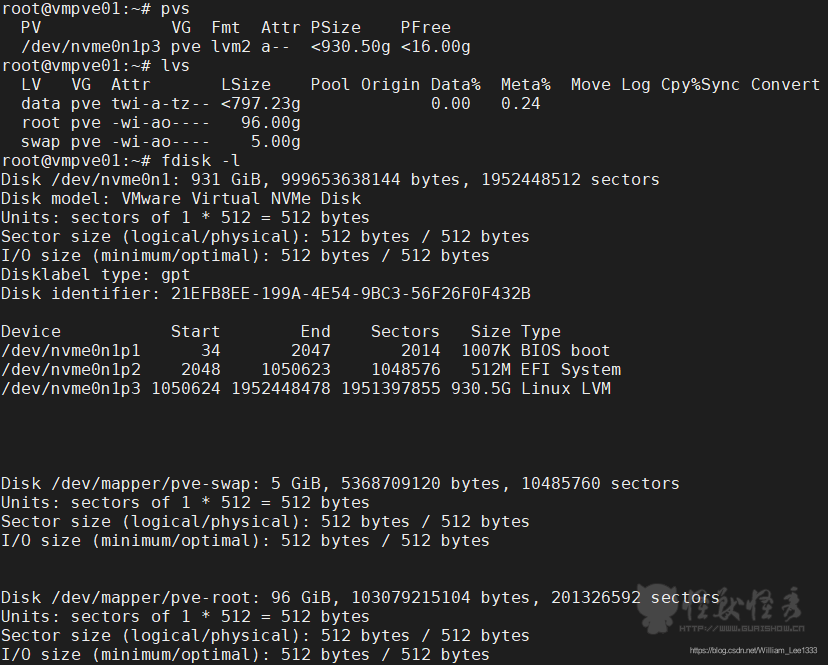 root@vmpve01:~# pvs
  PV             VG  Fmt  Attr PSize    PFree
  /dev/nvme0n1p3 pve lvm2 a--  <930.50g <16.00g
root@vmpve01:~# lvs
  LV   VG  Attr       LSize    Pool Origin Data%  Meta%  Move Log Cpy%Sync Convert
  data pve twi-a-tz-- <797.23g             0.00   0.24
  root pve -wi-ao----   96.00g
  swap pve -wi-ao----    5.00g
root@vmpve01:~# fdisk -l
Disk /dev/nvme0n1: 931 GiB, 999653638144 bytes, 1952448512 sectors
Disk model: VMware Virtual NVMe Disk
Units: sectors of 1 * 512 = 512 bytes
Sector size (logical/physical): 512 bytes / 512 bytes
I/O size (minimum/optimal): 512 bytes / 512 bytes
Disklabel type: gpt
Disk identifier: 21EFB8EE-199A-4E54-9BC3-56F26F0F432B
Device           Start        End    Sectors   Size Type
/dev/nvme0n1p1      34       2047       2014  1007K BIOS boot
/dev/nvme0n1p2    2048    1050623    1048576   512M EFI System
/dev/nvme0n1p3 1050624 1952448478 1951397855 930.5G Linux LVM
Disk /dev/mapper/pve-swap: 5 GiB, 5368709120 bytes, 10485760 sectors
Units: sectors of 1 * 512 = 512 bytes
Sector size (logical/physical): 512 bytes / 512 bytes
I/O size (minimum/optimal): 512 bytes / 512 bytes
Disk /dev/mapper/pve-root: 96 GiB, 103079215104 bytes, 201326592 sectors
Units: sectors of 1 * 512 = 512 bytes
Sector size (logical/physical): 512 bytes / 512 bytes
I/O size (minimum/optimal): 512 bytes / 512 bytes
怪兽怪秀
HTTP://WWW.GUAISHOW.CN
https://blog.csdn.net/William_Lee1333